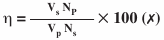 η = V_s N_P / V_p N_s × 100 (✗)